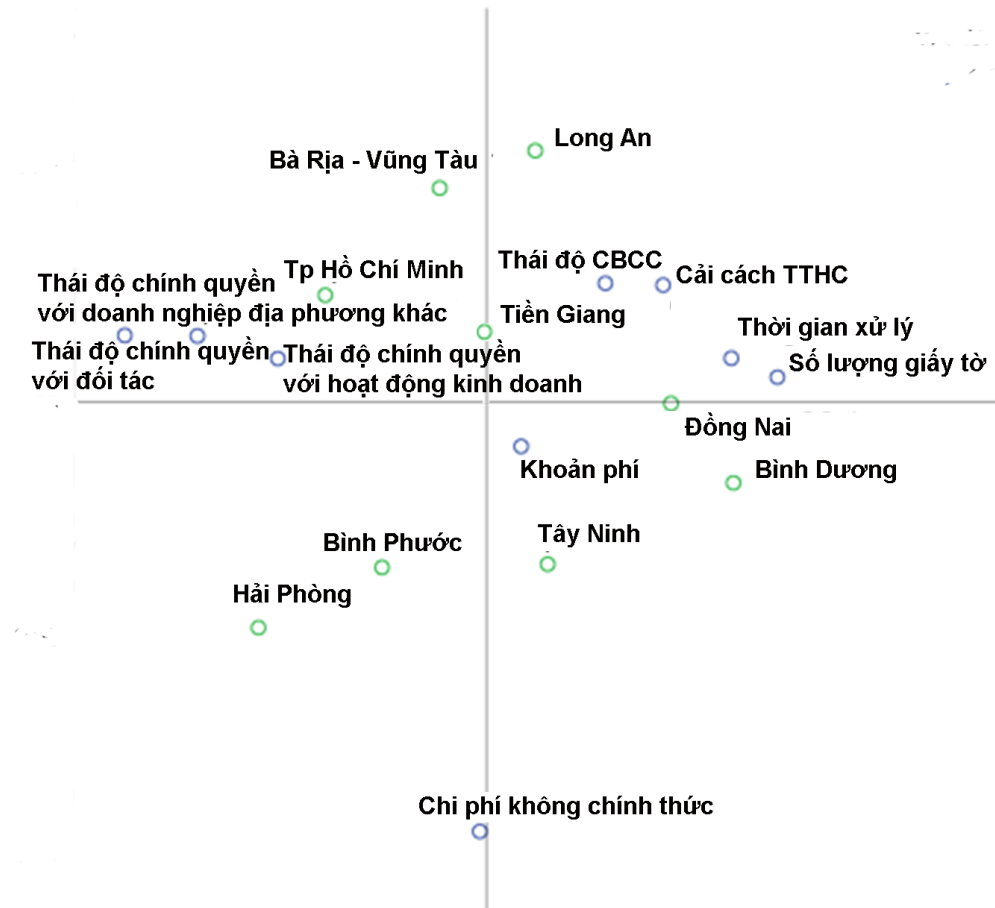 Long An
Bà Rịa - Vũng Tàu
Thái độ CBCC
Tp Hồ Chí Minh
Cải cách TTHC
Thái độ chính quyền
với doanh nghiệp địa phương khác
Tiền Giang
Thời gian xử lý
Thái độ chính quyền
với đối tác
Thái độ chính quyền
với hoạt động kinh doanh
Số lượng giấy tờ
Đồng Nai
Khoản phí
Bình Dương
Tây Ninh
Bình Phước
Hải Phòng
Chi phí không chính thức